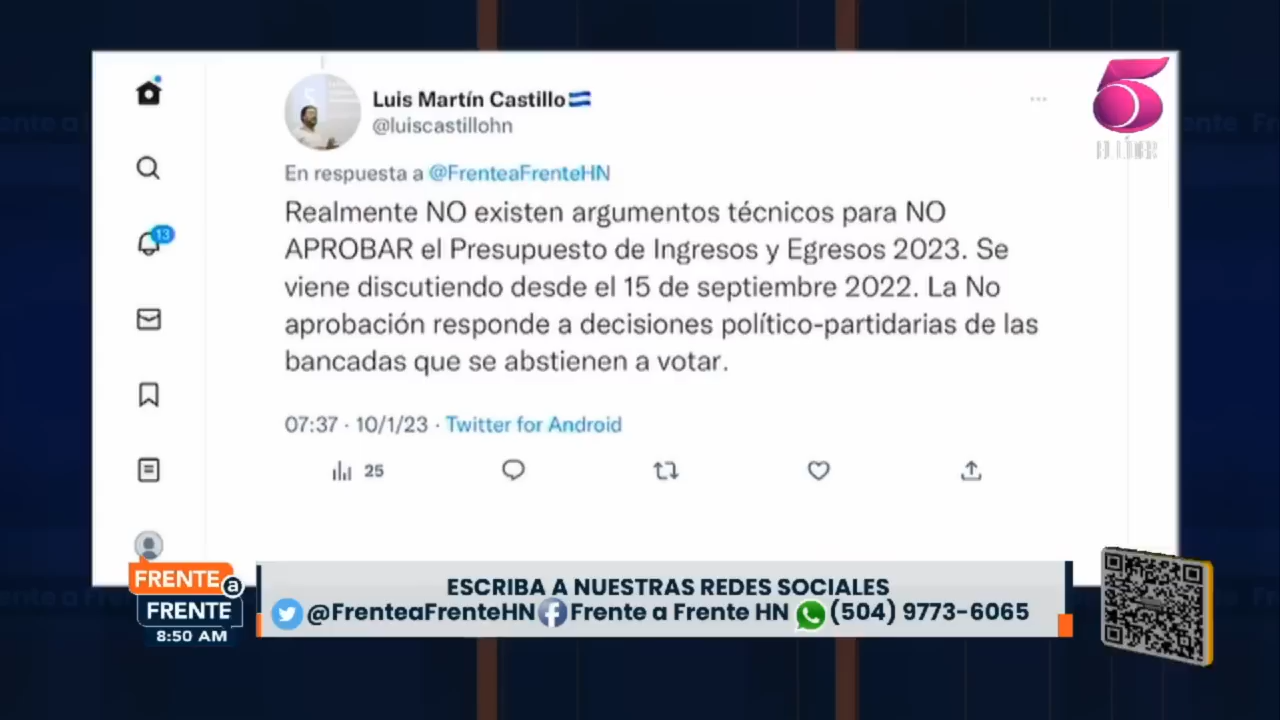 Luis Martín Castillo
@luiscastillohn
En respuesta a @FrenteaFrenteHN
Realmente NO existen argumentos técnicos para NO
APROBAR el Presupuesto de Ingresos y Egresos 2023. Se
viene discutiendo desde el 15 de septiembre 2022. La No
aprobación responde a decisiones político-partidarias de las
bancadas que se abstienen a votar.
07:37 · 10/1/23 · Twitter for Android
25
13
5
EL LÍDER
FRENTE a
FRENTE
8:50 AM
ESCRIBA A NUESTRAS REDES SOCIALES
@FrenteaFrenteHN Frente a Frente HN (504) 9773-6065